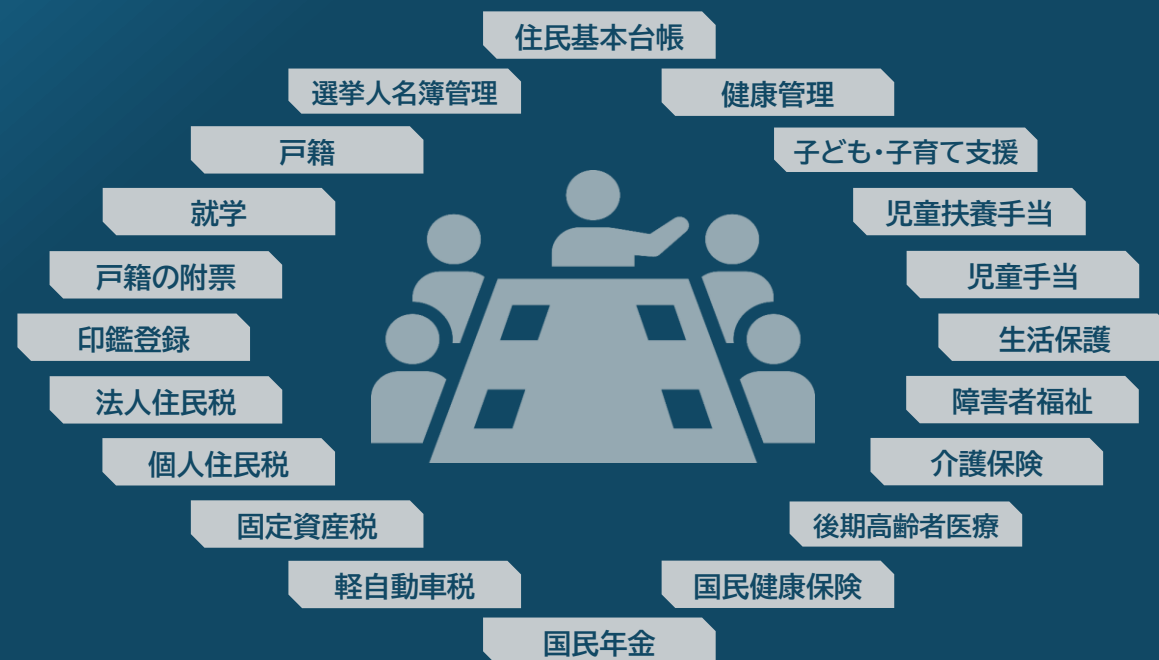 住民基本台帳
選挙人名簿管理
健康管理
戸籍
子ども・子育て支援
就学
児童扶養手当
戸籍の附票
児童手当
印鑑登録
生活保護
法人住民税
障害者福祉
個人住民税
介護保険
固定資産税
後期高齢者医療
軽自動車税
国民健康保険
国民年金